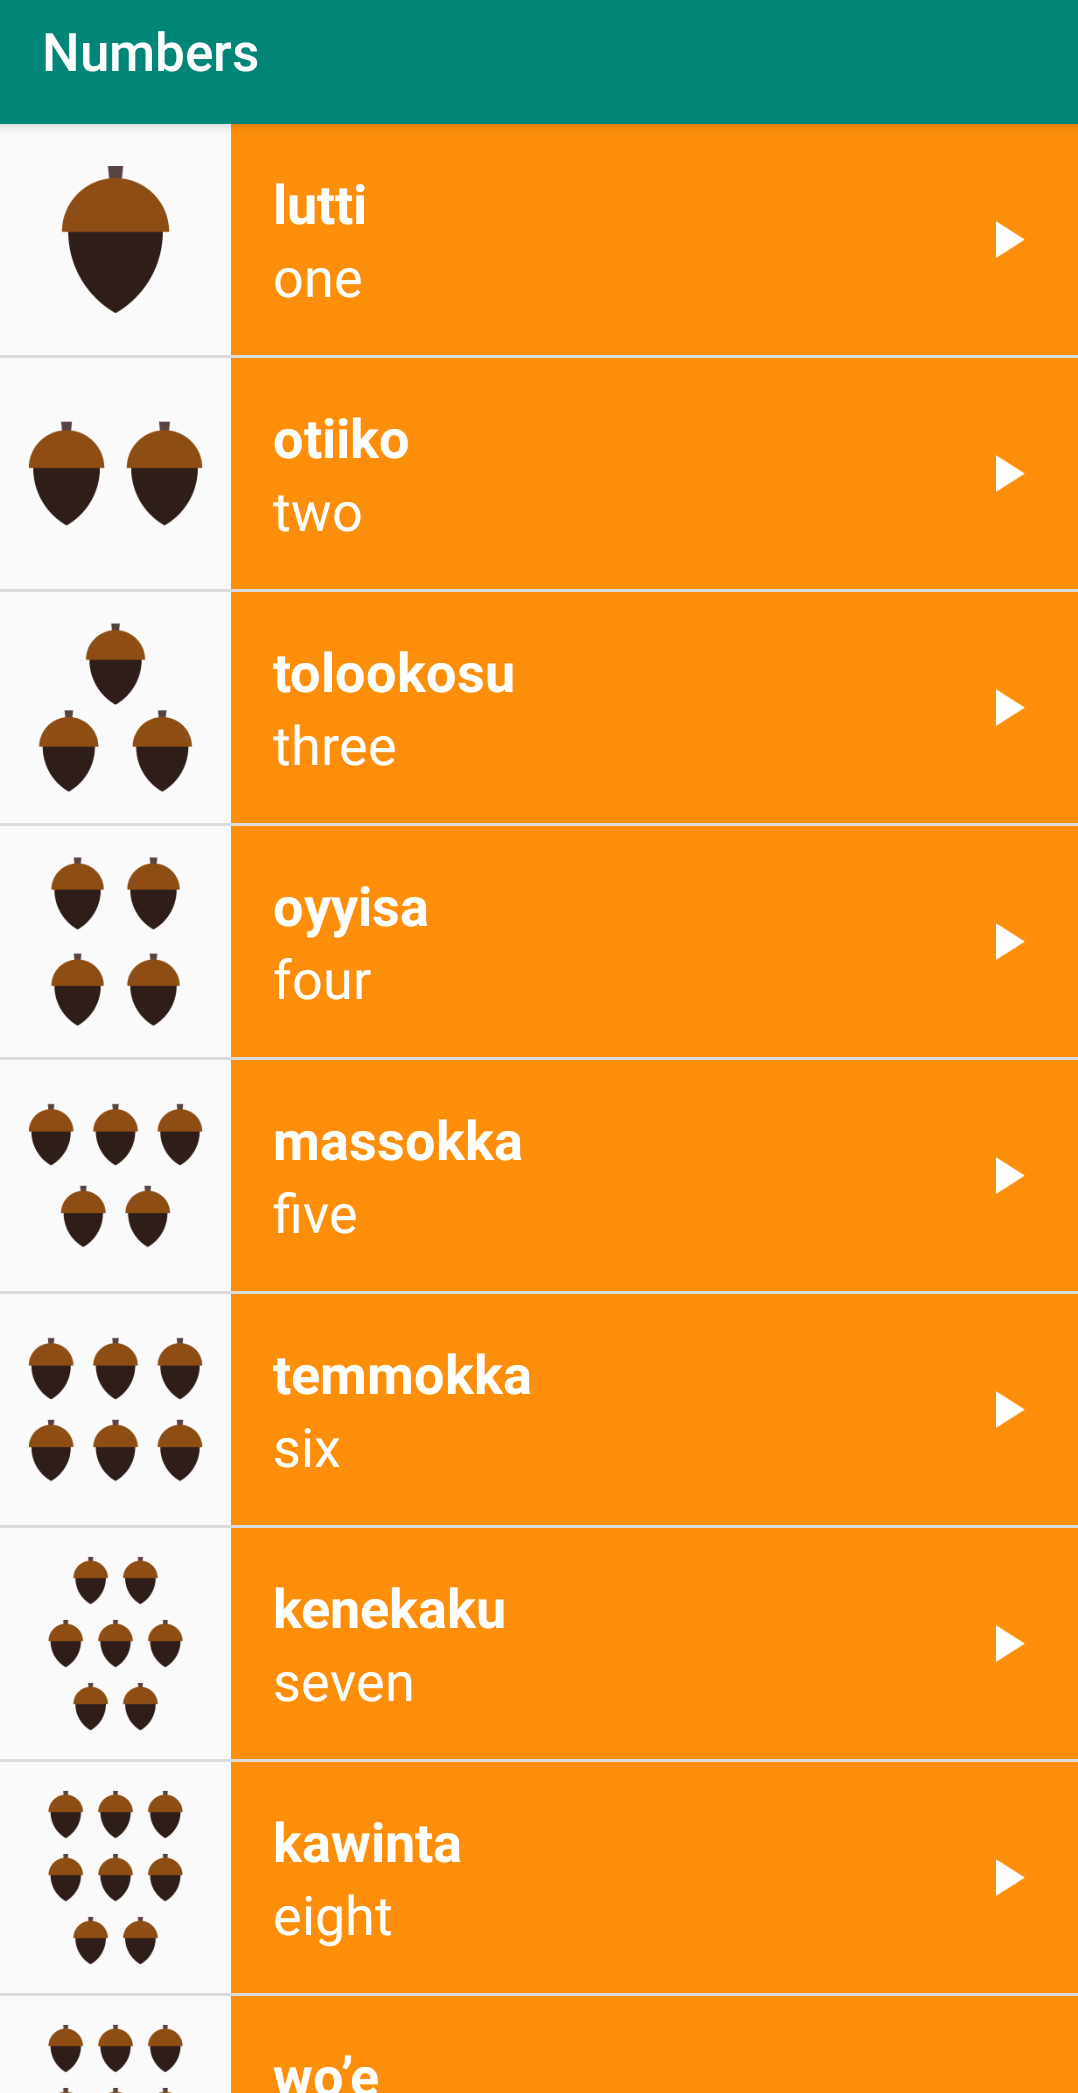 Numbers
lutti
one
otiiko
two
tolookosu
three
oyyisa
four
massokka
five
temmokka
six
kenekaku
seven
kawinta
eight
wo’e